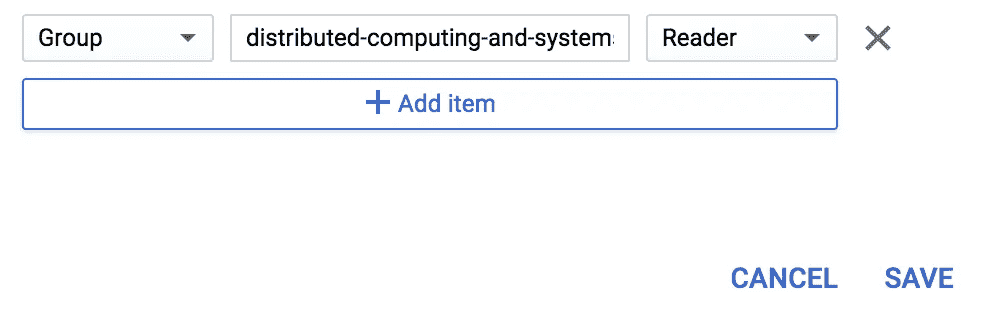 Group distributed-computing-and-system Reader
+ Add item
CANCEL SAVE